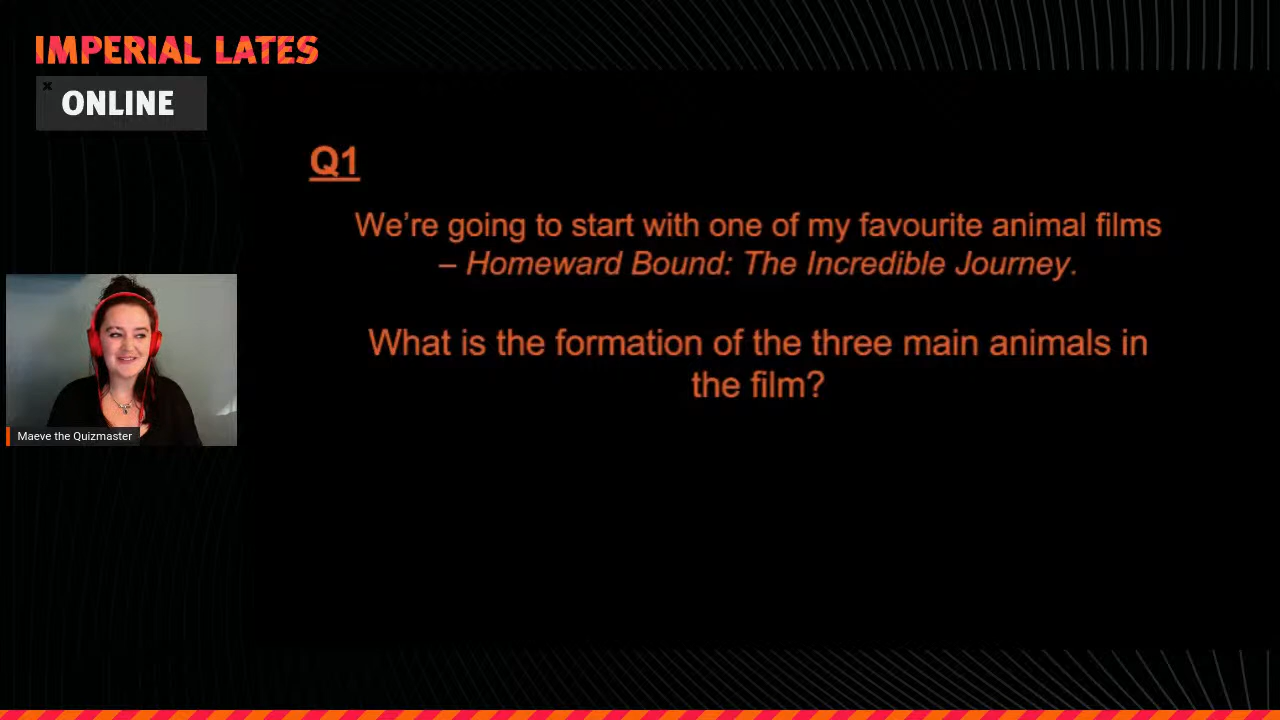 IMPERIAL LATES
ONLINE
Q1
We’re going to start with one of my favourite animal films
– Homeward Bound: The Incredible Journey.
What is the formation of the three main animals in
the film?
Maeve the Quizmaster